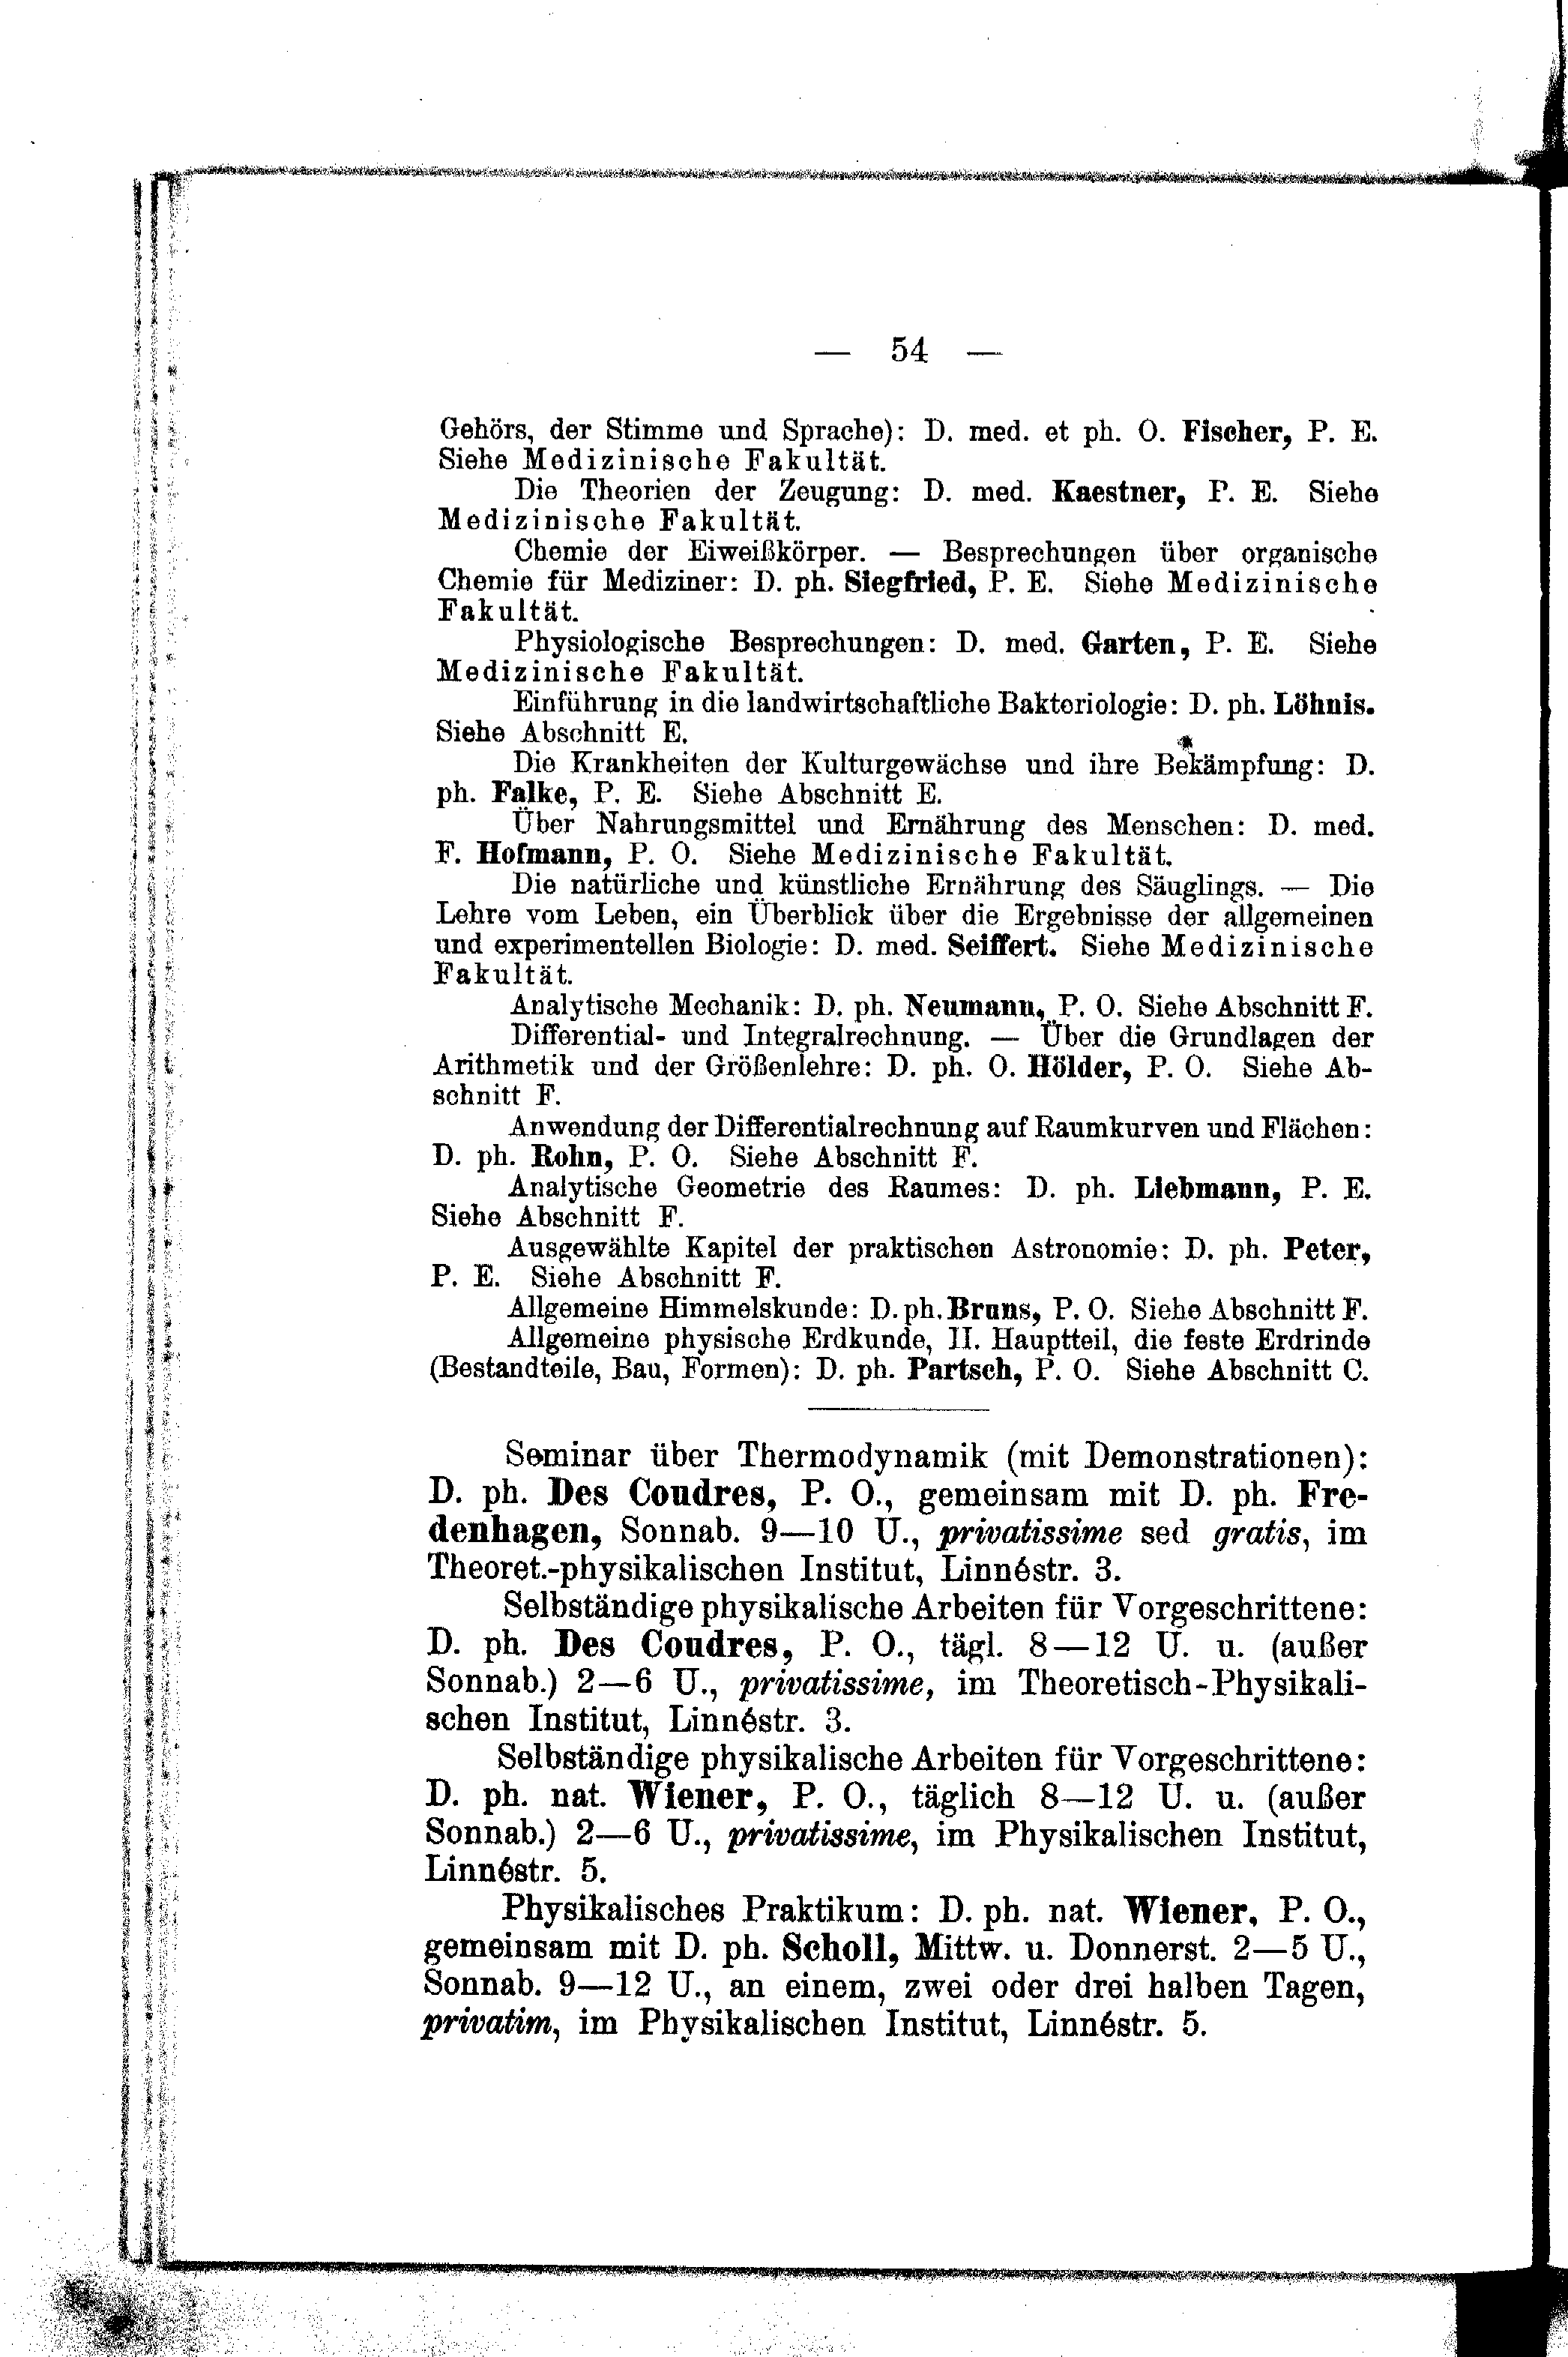 — 54 —
Gehörs, der Stimme und Sprache): D. med. et ph. O. Fischer, P. E.
Siehe Medizinische Fakultät.
Die Theorien der Zeugung: D. med. Kaestner, P. E. Siehe
Medizinische Fakultät.
Chemie der Eiweißkörper. — Besprechungen über organische
Chemie für Mediziner: D. ph. Siegfried, P. E. Siehe Medizinische
Fakultät.
Physiologische Besprechungen: D. med. Garten, P. E. Siehe
Medizinische Fakultät.
Einführung in die landwirtschaftliche Bakteriologie: D. ph. Löhnis.
Siehe Abschnitt E.
Die Krankheiten der Kulturgewächse und ihre Bekämpfung: D.
ph. Falke, P. E. Siehe Abschnitt E.
Über Nahrungsmittel und Ernährung des Menschen: D. med.
F. Hofmann, P. O. Siehe Medizinische Fakultät.
Die natürliche und künstliche Ernährung des Säuglings. — Die
Lehre vom Leben, ein Überblick über die Ergebnisse der allgemeinen
und experimentellen Biologie: D. med. Seiffert. Siehe Medizinische
Fakultät.
Analytische Mechanik: D. ph. Neumann, P. O. Siehe Abschnitt F.
Differential- und Integralrechnung. — Über die Grundlagen der
Arithmetik und der Größenlehre: D. ph. O. Hölder, P. O. Siehe Ab-
schnitt F.
Anwendung der Differentialrechnung auf Raumkurven und Flächen:
D. ph. Rohn, P. O. Siehe Abschnitt F.
Analytische Geometrie des Raumes: D. ph. Liebmann, P. E.
Siehe Abschnitt F.
Ausgewählte Kapitel der praktischen Astronomie: D. ph. Peter,
P. E. Siehe Abschnitt F.
Allgemeine Himmelskunde: D. ph. Bruns, P. O. Siehe Abschnitt F.
Allgemeine physische Erdkunde, II. Hauptteil, die feste Erdrinde
(Bestandteile, Bau, Formen): D. ph. Partsch, P. O. Siehe Abschnitt C.
Seminar über Thermodynamik (mit Demonstrationen):
D. ph. Des Coudres, P. O., gemeinsam mit D. ph. Fre-
denhagen, Sonnab. 9—10 U., privatissime sed gratis, im
Theoret.-physikalischen Institut, Linnéstr. 3.
Selbständige physikalische Arbeiten für Vorgeschrittene:
D. ph. Des Coudres, P. O., tägl. 8—12 U. u. (außer
Sonnab.) 2—6 U., privatissime, im Theoretisch-Physikali-
schen Institut, Linnéstr. 3.
Selbständige physikalische Arbeiten für Vorgeschrittene:
D. ph. nat. Wiener, P. O., täglich 8—12 U. u. (außer
Sonnab.) 2—6 U., privatissime, im Physikalischen Institut,
Linnéstr. 5.
Physikalisches Praktikum: D. ph. nat. Wiener, P. O.,
gemeinsam mit D. ph. Scholl, Mittw. u. Donnerst. 2—5 U.,
Sonnab. 9—12 U., an einem, zwei oder drei halben Tagen,
privatim, im Physikalischen Institut, Linnéstr. 5.